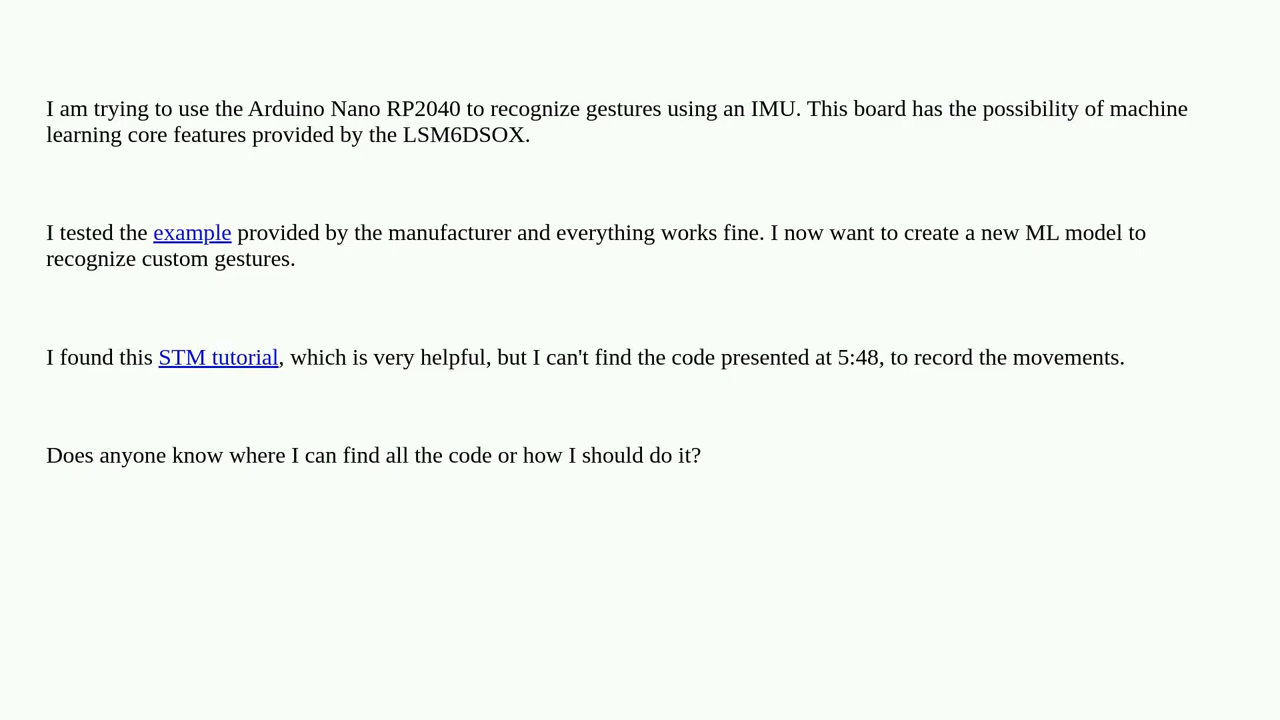 I am trying to use the Arduino Nano RP2040 to recognize gestures using an IMU. This board has the possibility of machine
learning core features provided by the LSM6DSOX.
I tested the example provided by the manufacturer and everything works fine. I now want to create a new ML model to
recognize custom gestures.
I found this STM tutorial, which is very helpful, but I can't find the code presented at 5:48, to record the movements.
Does anyone know where I can find all the code or how I should do it?